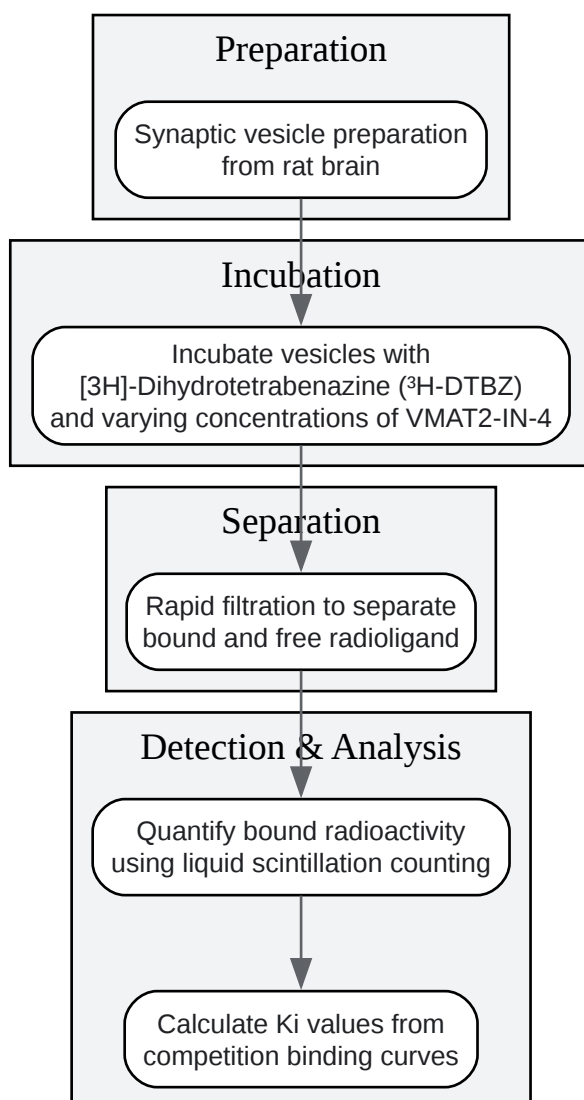 Preparation
Synaptic vesicle preparation
from rat brain
Incubation
Incubate vesicles with
[3H]-Dihydrotetrabenazine (³H-DTBZ)
and varying concentrations of VMAT2-IN-4
Separation
Rapid filtration to separate
bound and free radioligand
Detection & Analysis
Quantify bound radioactivity
using liquid scintillation counting
Calculate Ki values from
competition binding curves